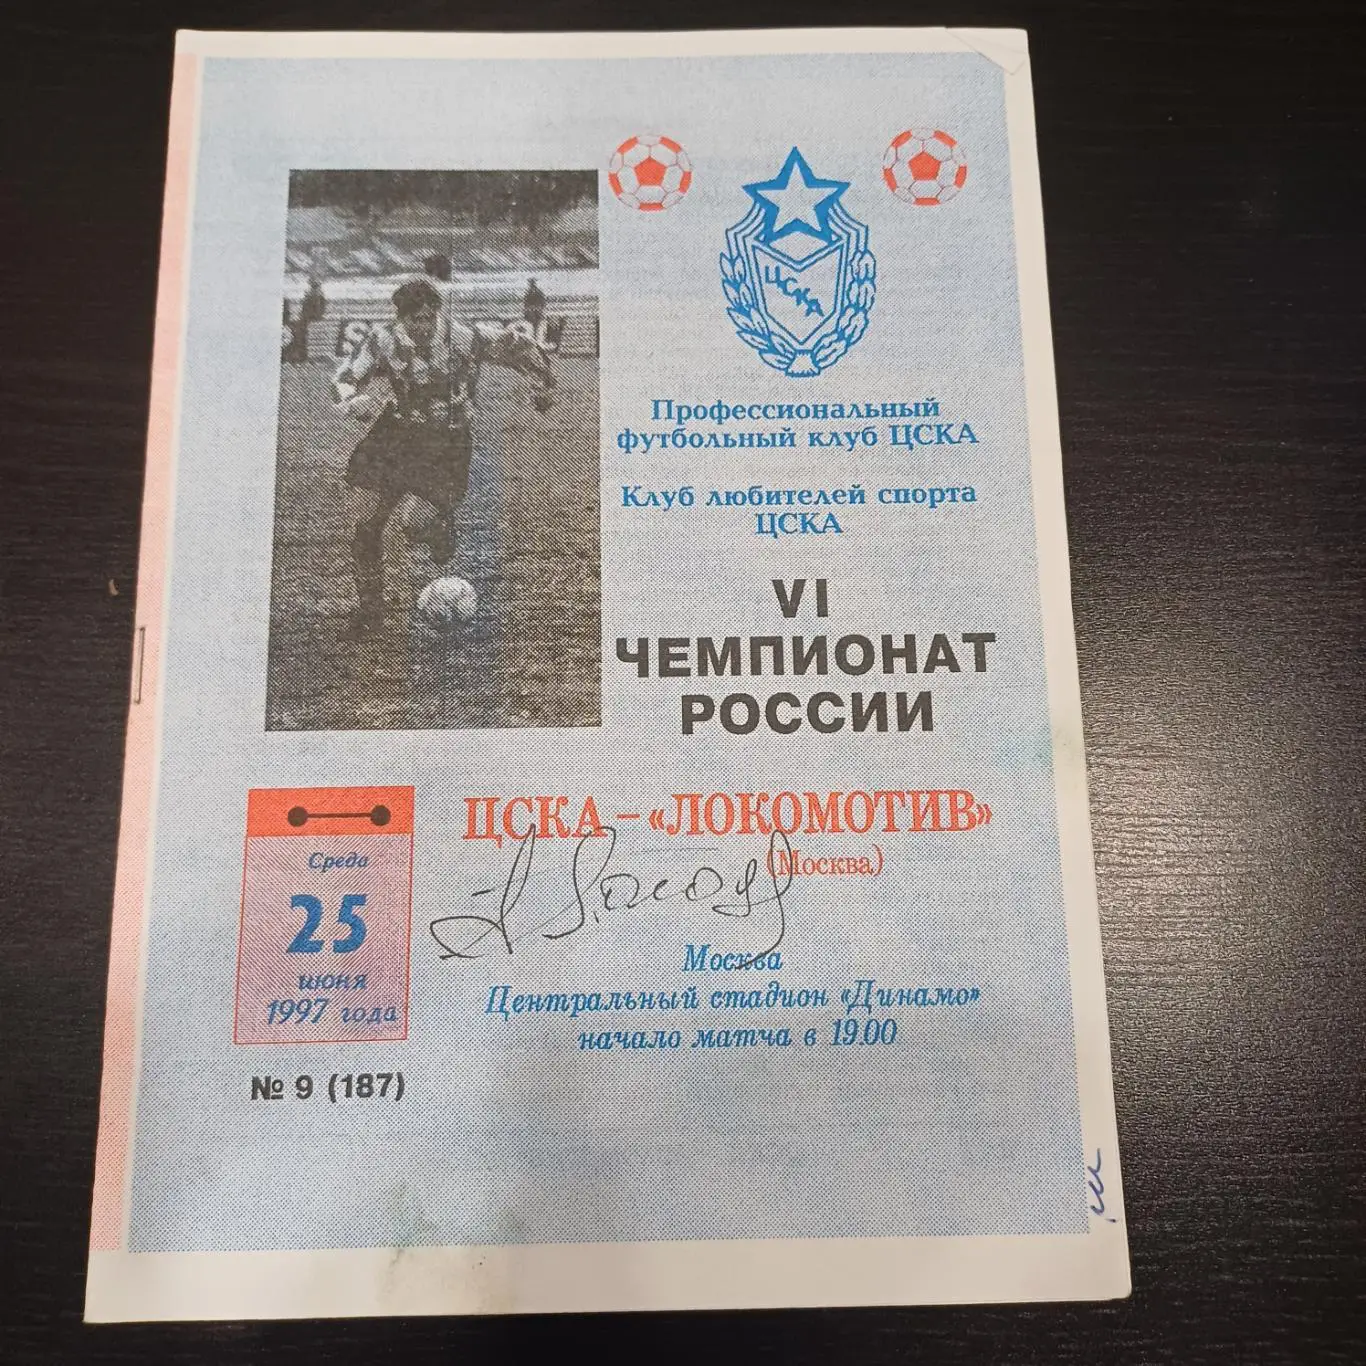 ЦСКА
Профессиональный
футбольный клуб ЦСКА
Клуб любителей спорта
ЦСКА
VI
ЧЕМПИОНАТ
РОССИИ
ЦСКА – «ЛОКОМОТИВ»
(Москва)
Среда
25
июня
1997 года
Москва
Центральный стадион «Динамо»
начало матча в 19.00
№ 9 (187)